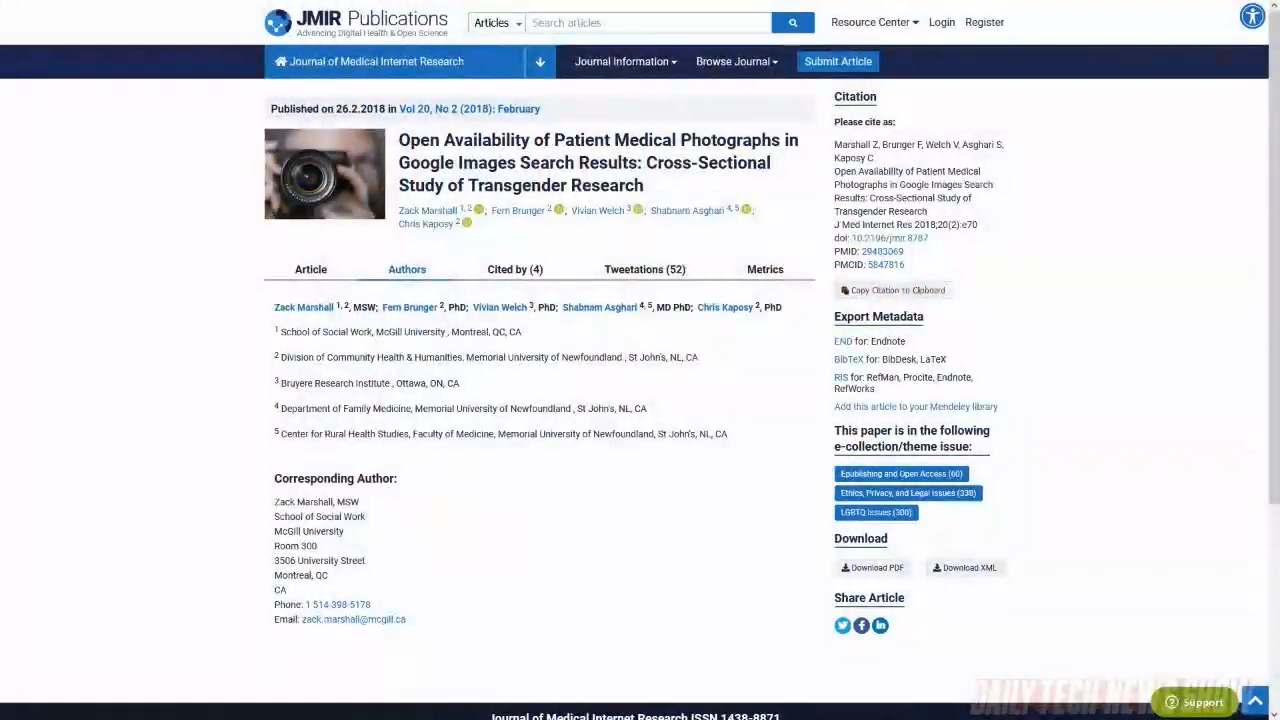 JMIR Publications
Advancing Digital Health & Open Science
Articles
Search articles
Resource Center
Login
Register
Journal of Medical Internet Research
Journal Information
Browse Journal
Submit Article
Published on 26.2.2018 in Vol 20, No 2 (2018): February
Open Availability of Patient Medical Photographs in
Google Images Search Results: Cross-Sectional
Study of Transgender Research
Zack Marshall 1, 2; Fern Brunger 2; Vivian Welch 3; Shabnam Asghari 4, 5;
Chris Kaposy 2
Article
Authors
Cited by (4)
Tweetations (52)
Metrics
Zack Marshall 1, 2, MSW; Fern Brunger 2, PhD; Vivian Welch 3, PhD; Shabnam Asghari 4, 5, MD PhD; Chris Kaposy 2, PhD
1 School of Social Work, McGill University , Montreal, QC, CA
2 Division of Community Health & Humanities, Memorial University of Newfoundland , St John's, NL, CA
3 Bruyere Research Institute , Ottawa, ON, CA
4 Department of Family Medicine, Memorial University of Newfoundland , St John's, NL, CA
5 Center for Rural Health Studies, Faculty of Medicine, Memorial University of Newfoundland, St John's, NL, CA
Corresponding Author:
Zack Marshall, MSW
School of Social Work
McGill University
Room 300
3506 University Street
Montreal, QC
CA
Phone: 1 514-398-5178
Email: zack.marshall@mcgill.ca
Citation
Please cite as:
Marshall Z, Brunger F, Welch V, Asghari S,
Kaposy C
Open Availability of Patient Medical
Photographs in Google Images Search
Results: Cross-Sectional Study of
Transgender Research
J Med Internet Res 2018;20(2):e70
doi: 10.2196/jmir.8787
PMID: 29483069
PMCID: 5847816
Copy Citation to Clipboard
Export Metadata
END for: Endnote
BibTeX for: BibDesk, LaTeX
RIS for: RefMan, Procite, Endnote,
RefWorks
Add this article to your Mendeley library
This paper is in the following
e-collection/theme issue:
Epublishing and Open Access (60)
Ethics, Privacy, and Legal Issues (338)
LGBTQ Issues (300)
Download
Download PDF
Download XML
Share Article
DAILY TECH NEWS SHOW
Support
Journal of Medical Internet Research ISSN 1438-8871